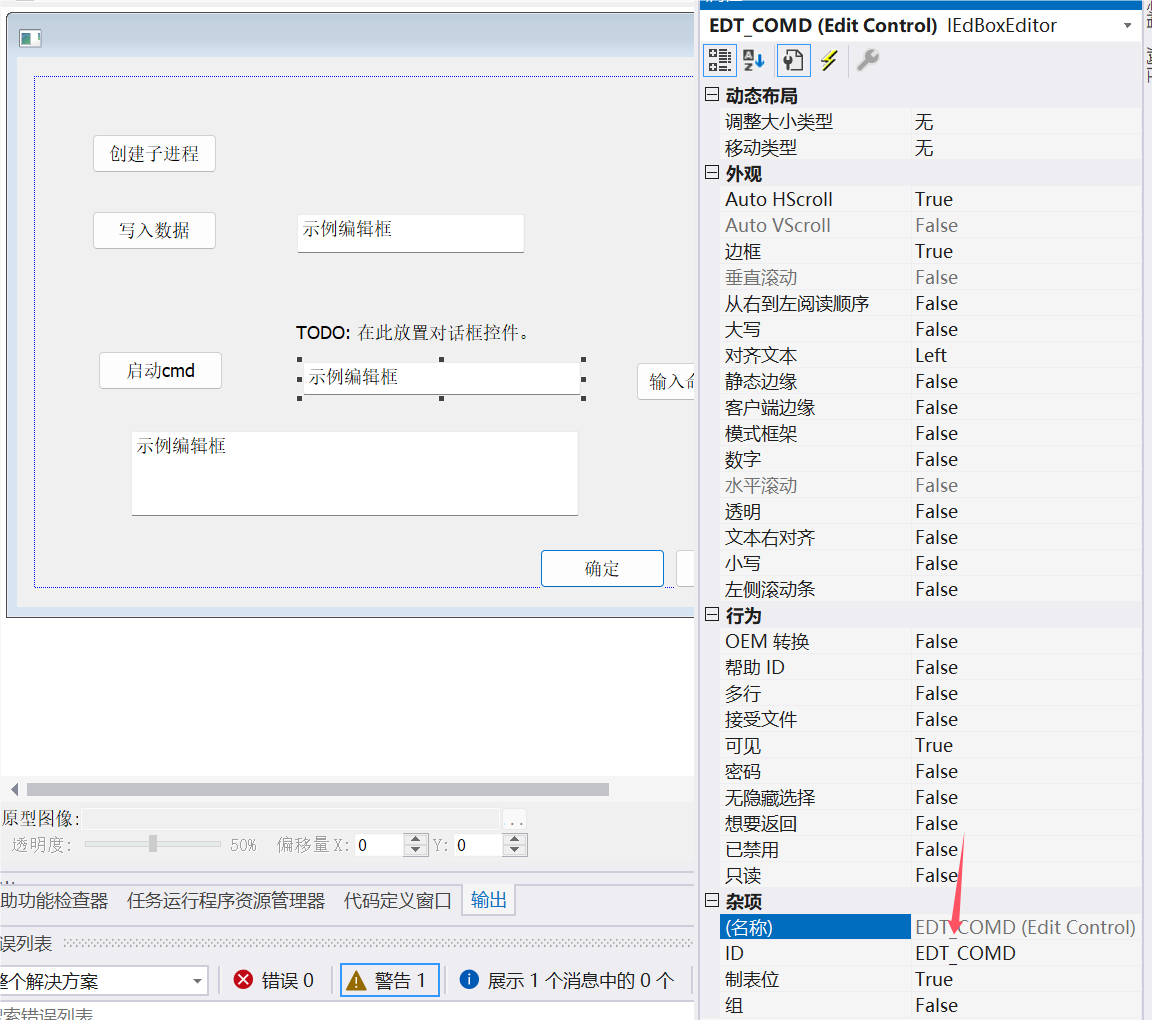 EDT_COMD (Edit Control) IEdBoxEditor
创建子进程
写入数据
示例编辑框
TODO: 在此放置对话框控件。
启动cmd
示例编辑框
输入
示例编辑框
确定
原型图像:
..
透明度:
50%
偏移量 X:
0
Y:
0
助功能检查器
任务运行程序资源管理器
代码定义窗口
输出
误列表
整个解决方案
错误 0
警告 1
展示 1 个消息中的 0 个
搜索错误列表
动态布局
调整大小类型 无
移动类型 无
外观
Auto HScroll True
Auto VScroll False
边框 True
垂直滚动 False
从右到左阅读顺序 False
大写 False
对齐文本 Left
静态边缘 False
客户端边缘 False
模式框架 False
数字 False
水平滚动 False
透明 False
文本右对齐 False
小写 False
左侧滚动条 False
行为
OEM 转换 False
帮助 ID False
多行 False
接受文件 False
可见 True
密码 False
无隐藏选择 False
想要返回 False
已禁用 False
只读 False
杂项
(名称) EDT_COMD (Edit Control)
ID EDT_COMD
制表位 True
组 False